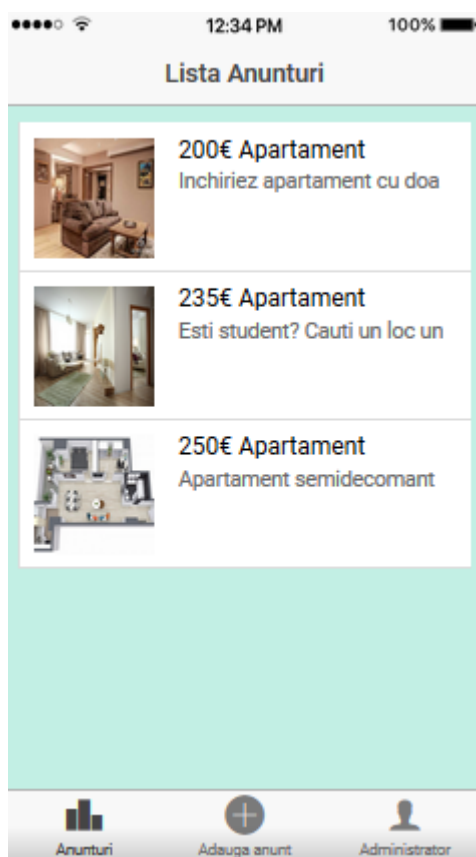 12:34 PM
100%
Lista Anunturi
200€ Apartament
Inchiriez apartament cu doa
235€ Apartament
Esti student? Cauti un loc un
250€ Apartament
Apartament semidecomant
Anunturi
Adauga anunt
Administrator